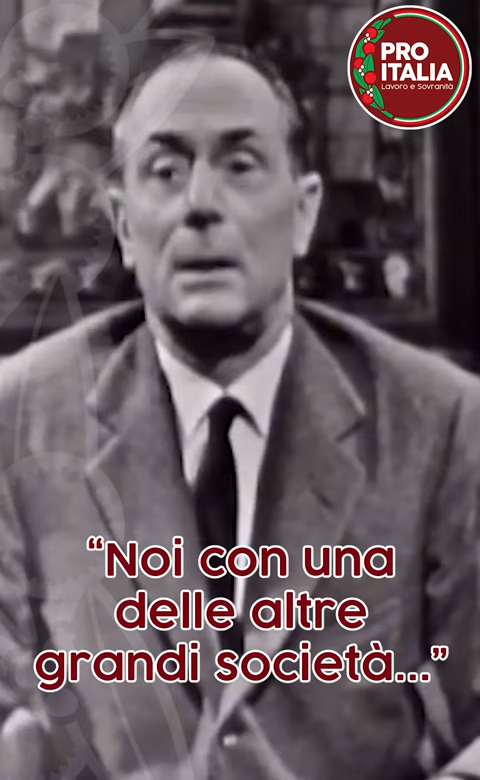 PRO
ITALIA
Lavoro e Sovranità
“Noi con una
delle altre
grandi società...”